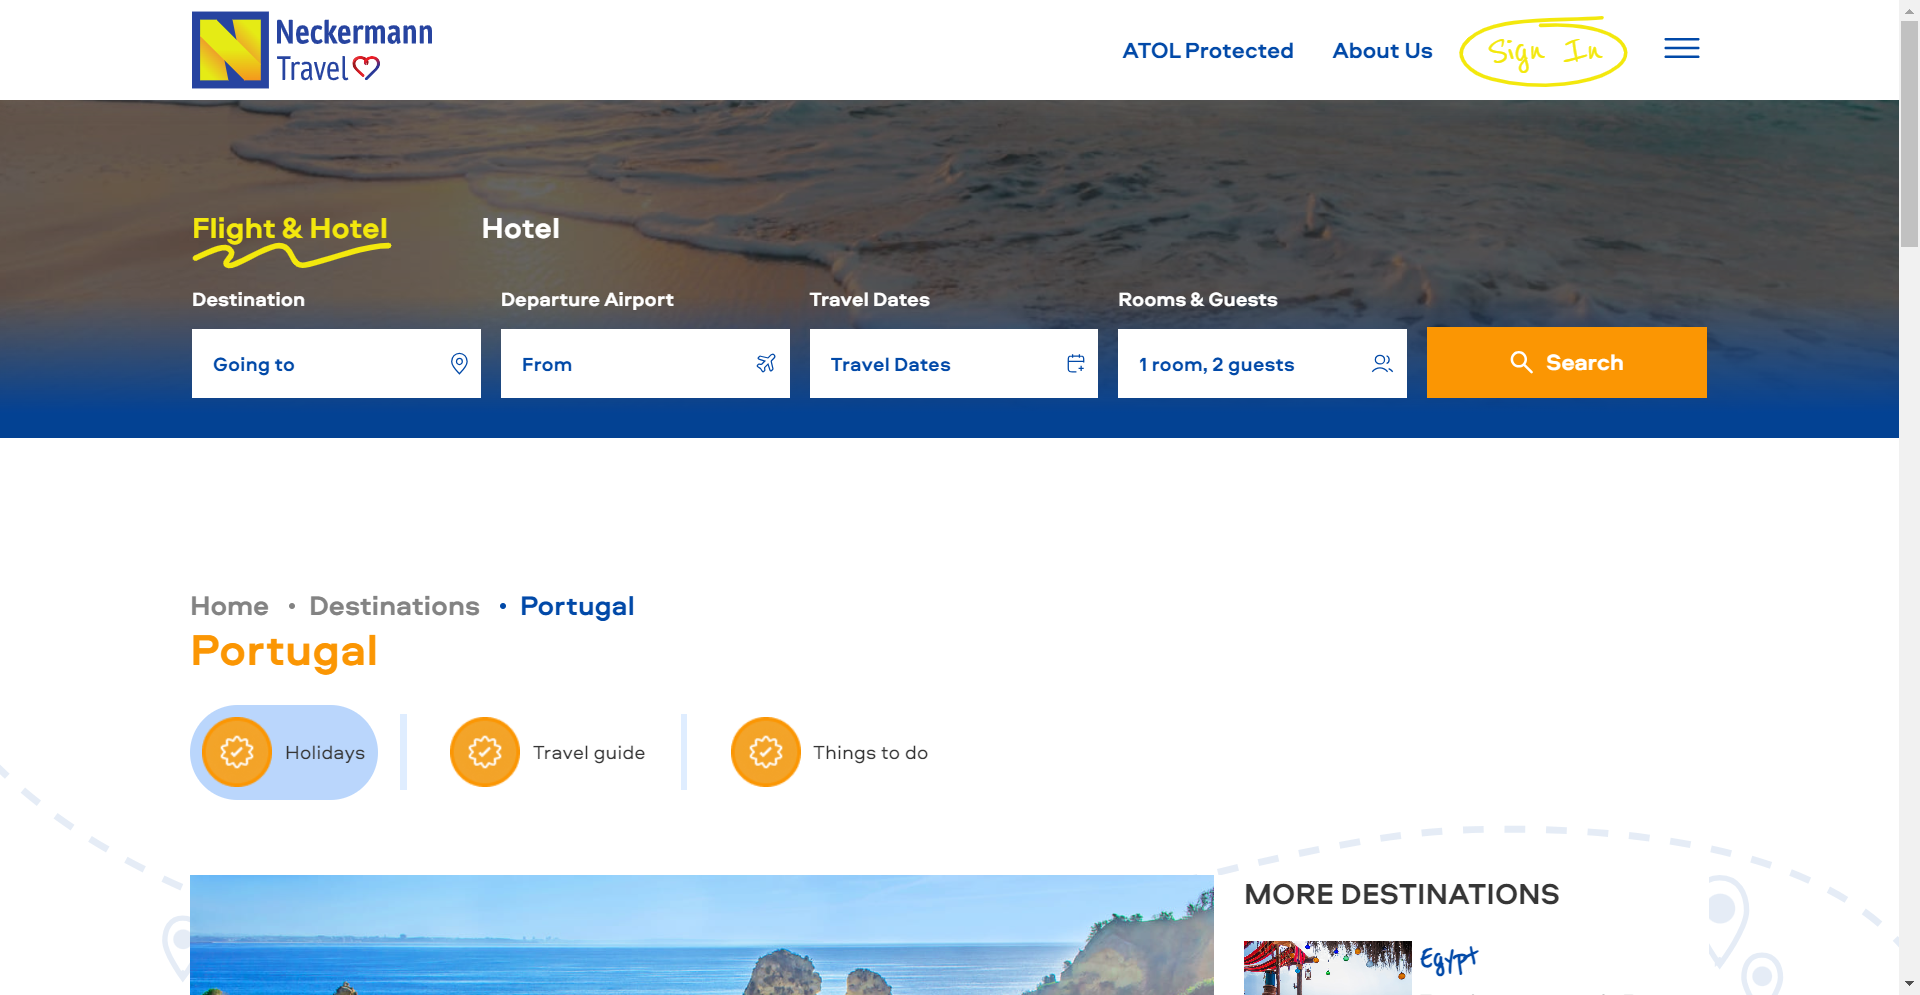 Neckermann
Travel
ATOL Protected
About Us
Sign In
Flight & Hotel
Hotel
Destination
Departure Airport
Travel Dates
Rooms & Guests
Going to
From
Travel Dates
1 room, 2 guests
Search
Home • Destinations • Portugal
Portugal
Holidays
Travel guide
Things to do
MORE DESTINATIONS
Egypt